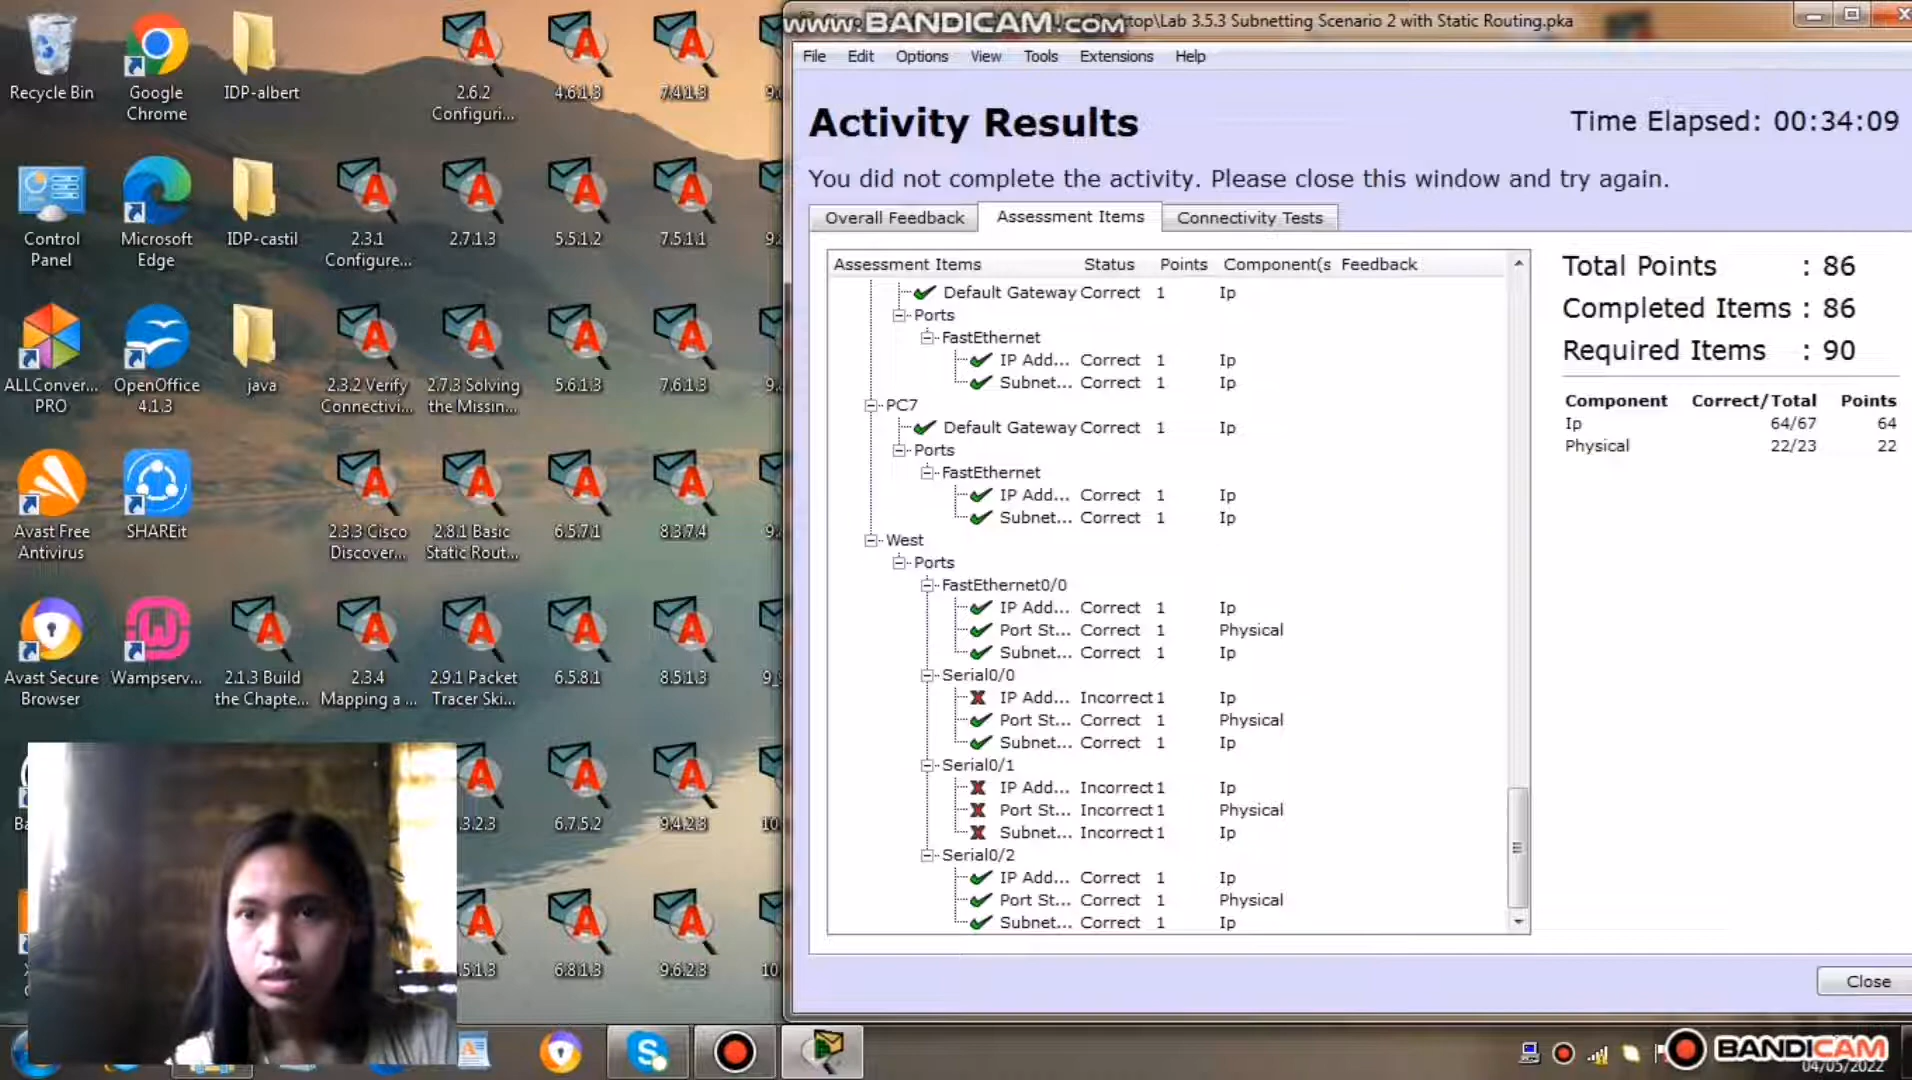 www.BANDICAM.com
Desktop\Lab 3.5.3 Subnetting Scenario 2 with Static Routing.pka
File Edit Options View Tools Extensions Help
Activity Results
Time Elapsed: 00:34:09
You did not complete the activity. Please close this window and try again.
Overall Feedback
Assessment Items
Connectivity Tests
Assessment Items Status Points Component(s Feedback
Default Gateway Correct 1 Ip
Ports
FastEthernet
IP Add... Correct 1 Ip
Subnet... Correct 1 Ip
PC7
Default Gateway Correct 1 Ip
Ports
FastEthernet
IP Add... Correct 1 Ip
Subnet... Correct 1 Ip
West
Ports
FastEthernet0/0
IP Add... Correct 1 Ip
Port St... Correct 1 Physical
Subnet... Correct 1 Ip
Serial0/0
IP Add... Incorrect 1 Ip
Port St... Correct 1 Physical
Subnet... Correct 1 Ip
Serial0/1
IP Add... Incorrect 1 Ip
Port St... Incorrect 1 Physical
Subnet... Incorrect 1 Ip
Serial0/2
IP Add... Correct 1 Ip
Port St... Correct 1 Physical
Subnet... Correct 1 Ip
Total Points : 86
Completed Items : 86
Required Items : 90
Component Correct/Total Points
Ip 64/67 64
Physical 22/23 22
Close
Recycle Bin
Google
Chrome
IDP-albert
2.6.2
Configuri...
4.6.1.3
7.4.1.3
Control
Panel
Microsoft
Edge
IDP-castil
2.3.1
Configure...
2.7.1.3
5.5.1.2
7.5.1.1
ALLConver...
PRO
OpenOffice
4.1.3
java
2.3.2 Verify
Connectivi...
2.7.3 Solving
the Missin...
5.6.1.3
7.6.1.3
Avast Free
Antivirus
SHAREit
2.3.3 Cisco
Discover...
2.8.1 Basic
Static Rout...
6.5.7.1
8.3.7.4
Avast Secure
Browser
Wampserv...
2.1.3 Build
the Chapte...
2.3.4
Mapping a ...
2.9.1 Packet
Tracer Ski...
6.5.8.1
8.5.1.3
.3.2.3
6.7.5.2
9.4.2.3
.5.1.3
6.8.1.3
9.6.2.3
BANDICAM
04/05/2022